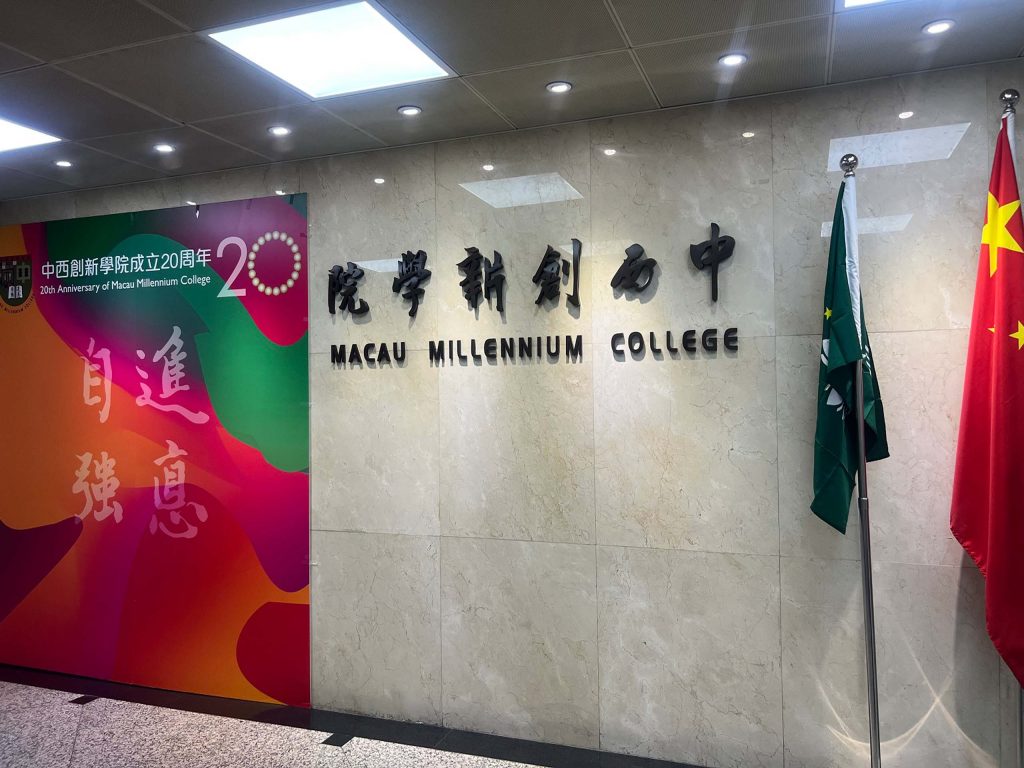 中西創新學院成立20周年
20th Anniversary of Macau Millennium College
20
進悳
自強
中西創新學院
MACAU MILLENNIUM COLLEGE